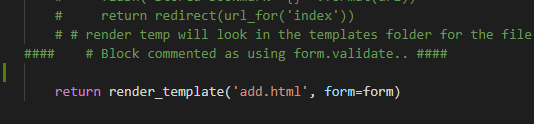 #     return redirect(url_for('index'))
# # render temp will look in the templates folder for the file
####    # Block commented as using form.validate.. ####
return render_template('add.html', form=form)